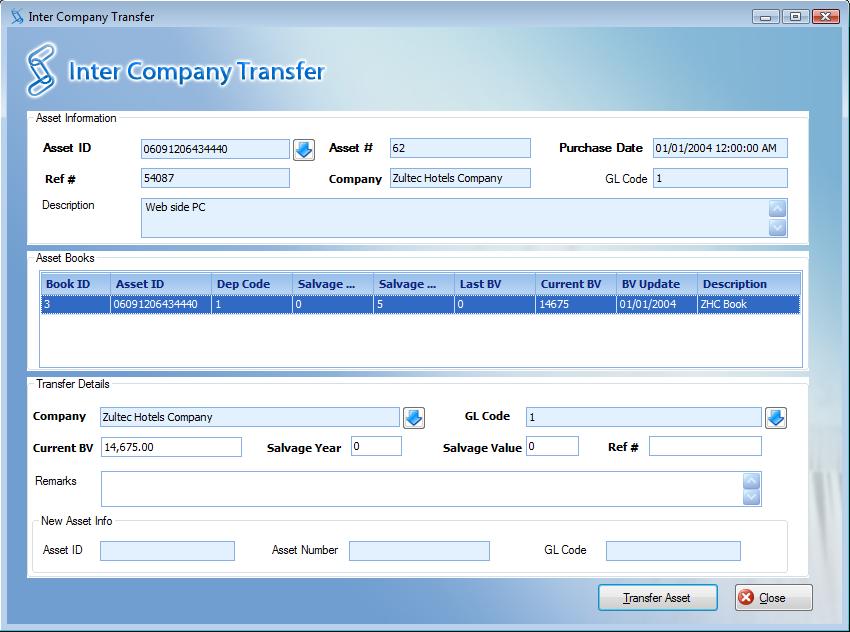 Inter Company Transfer
Inter Company Transfer
Asset Information
Asset ID 06091206434440 Asset # 62 Purchase Date 01/01/2004 12:00:00 AM
Ref # 54087 Company Zultec Hotels Company GL Code 1
Description Web side PC
Asset Books
Book ID Asset ID Dep Code Salvage ... Salvage ... Last BV Current BV BV Update Description
3 06091206434440 1 0 5 0 14675 01/01/2004 ZHC Book
Transfer Details
Company Zultec Hotels Company GL Code 1
Current BV 14,675.00 Salvage Year 0 Salvage Value 0 Ref #
Remarks
New Asset Info
Asset ID Asset Number GL Code
Transfer Asset Close